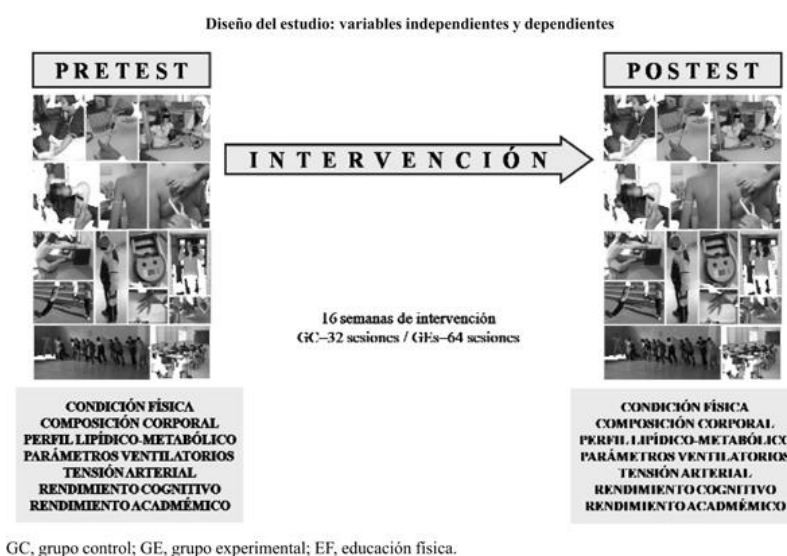 Diseño del estudio: variables independientes y dependientes
PRETEST
POSTEST
INTERVENCIÓN
16 semanas de intervención
GC–32 sesiones / GEs–64 sesiones
CONDICIÓN FÍSICA
COMPOSICIÓN CORPORAL
PERFIL LIPÍDICO-METABÓLICO
PARÁMETROS VENTILATORIOS
TENSIÓN ARTERIAL
RENDIMIENTO COGNITIVO
RENDIMIENTO ACADMÉMICO
CONDICIÓN FÍSICA
COMPOSICIÓN CORPORAL
PERFIL LIPÍDICO-METABÓLICO
PARÁMETROS VENTILATORIOS
TENSIÓN ARTERIAL
RENDIMIENTO COGNITIVO
RENDIMIENTO ACADMÉMICO
GC, grupo control; GE, grupo experimental; EF, educación física.